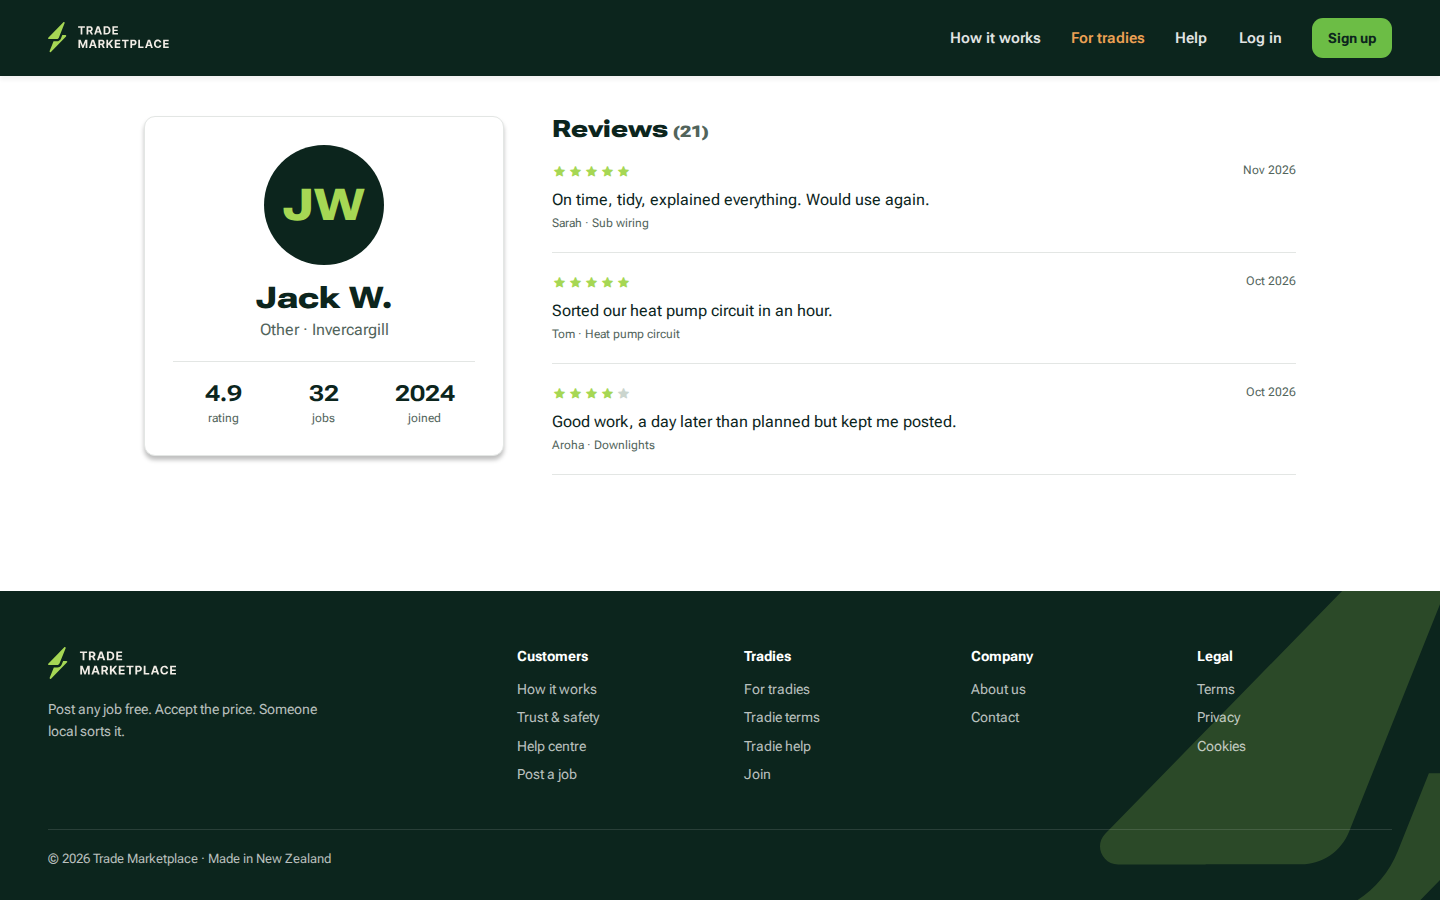 TRADE
MARKETPLACE
How it works
For tradies
Help
Log in
Sign up
JW
Jack W.
Other · Invercargill
4.9
rating
32
jobs
2024
joined
Reviews (21)
Nov 2026
On time, tidy, explained everything. Would use again.
Sarah · Sub wiring
Oct 2026
Sorted our heat pump circuit in an hour.
Tom · Heat pump circuit
Oct 2026
Good work, a day later than planned but kept me posted.
Aroha · Downlights
TRADE
MARKETPLACE
Post any job free. Accept the price. Someone
local sorts it.
Customers
How it works
Trust & safety
Help centre
Post a job
Tradies
For tradies
Tradie terms
Tradie help
Join
Company
About us
Contact
Legal
Terms
Privacy
Cookies
© 2026 Trade Marketplace · Made in New Zealand